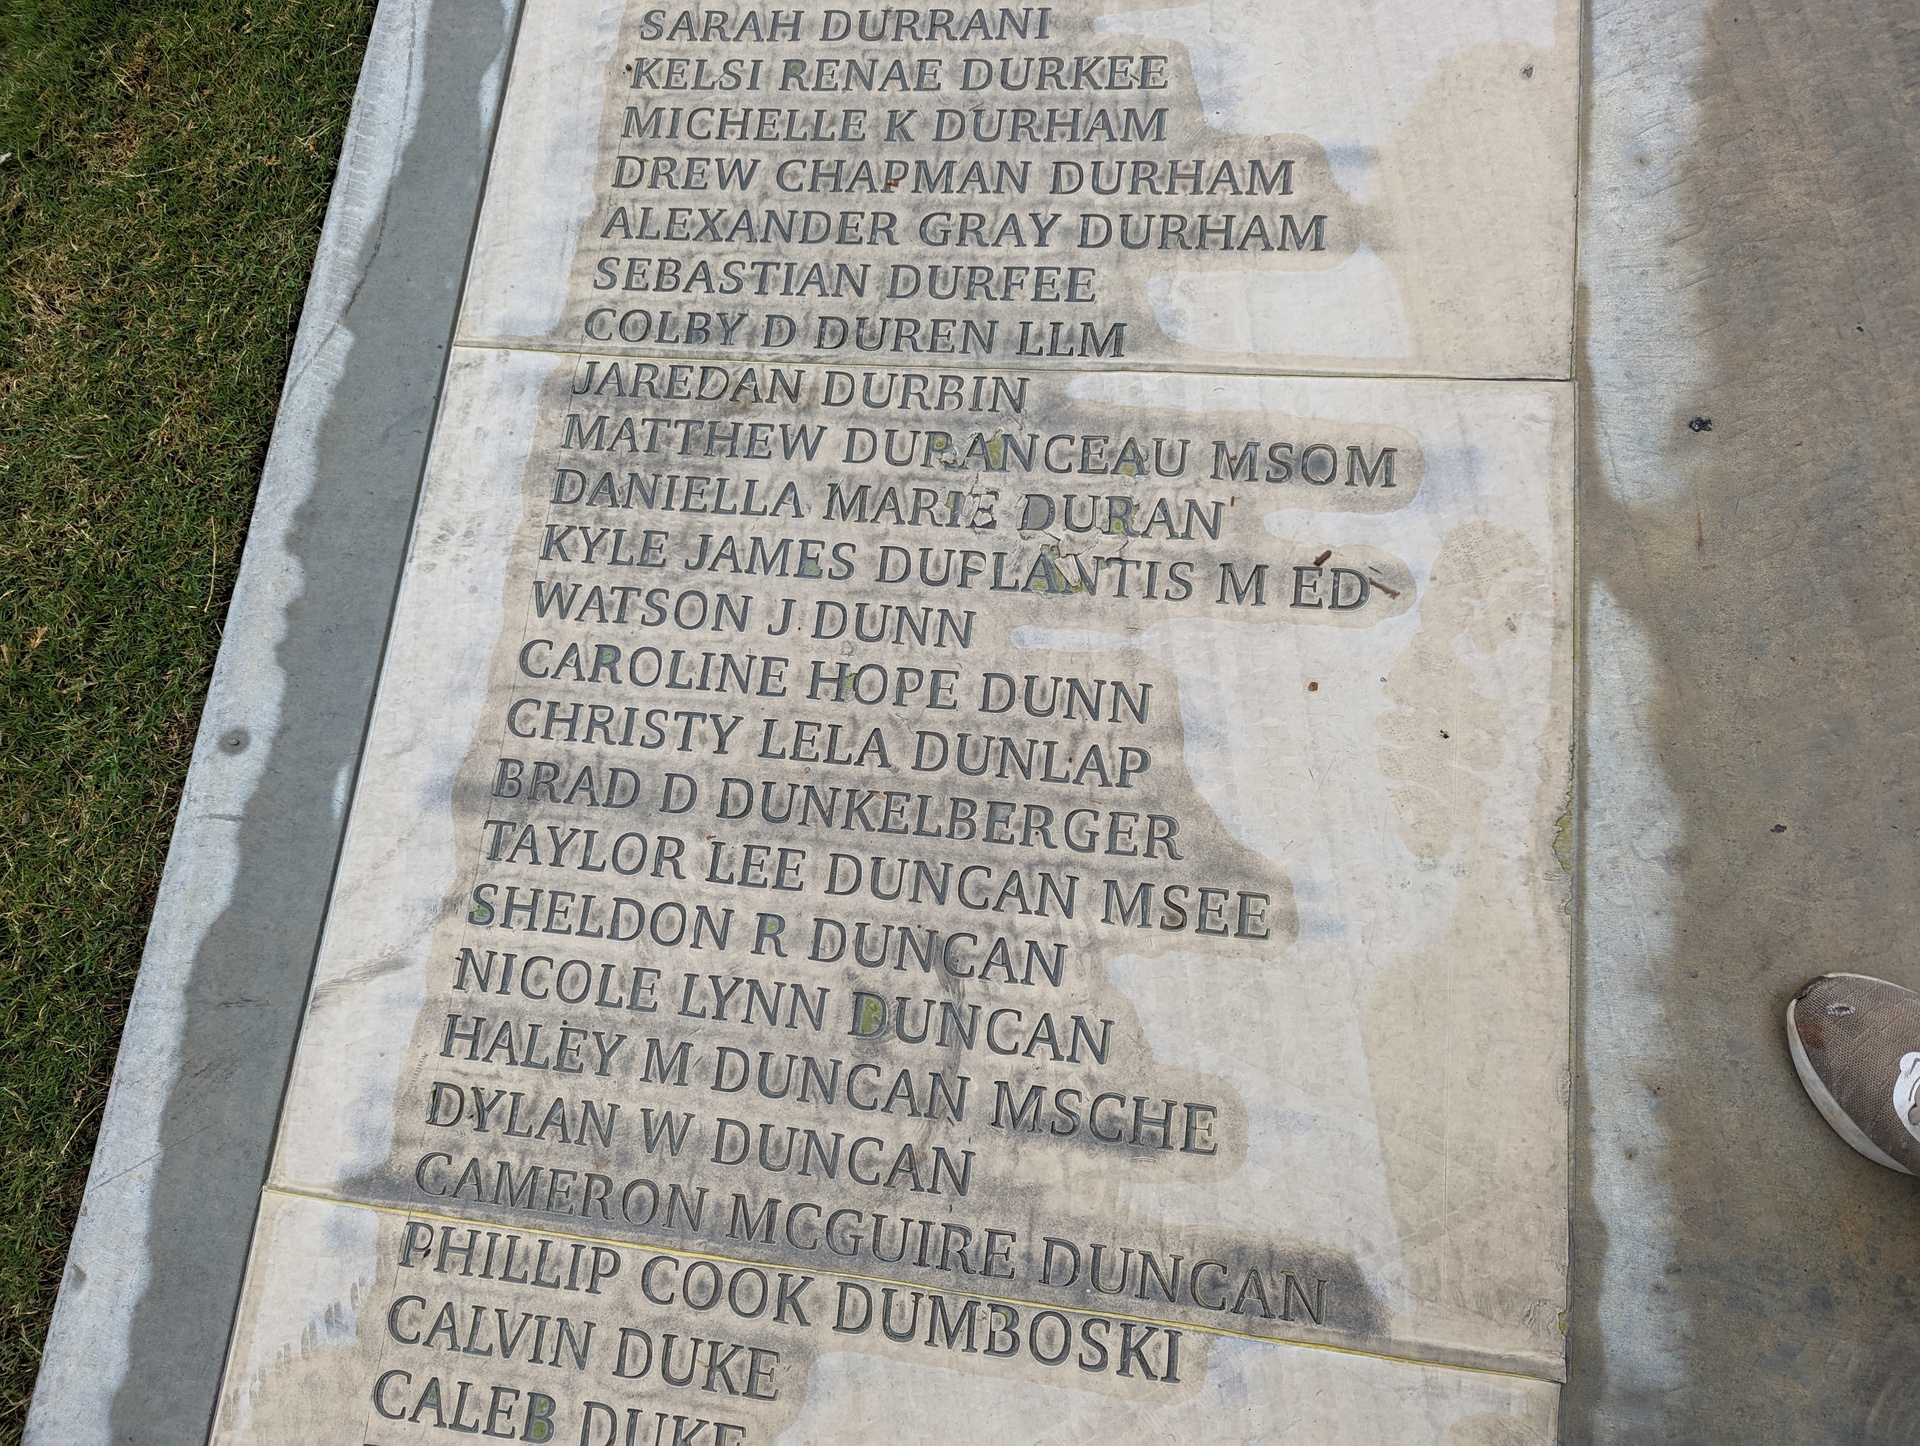 SARAH DURRANI
KELSI RENAE DURKEE
MICHELLE K DURHAM
DREW CHAPMAN DURHAM
ALEXANDER GRAY DURHAM
SEBASTIAN DURFEE
COLBY D DUREN LLM
JAREDAN DURBIN
MATTHEW DURANCEAU MSOM
DANIELLA MARIE DURAN
KYLE JAMES DUPLANTIS M ED
WATSON J DUNN
CAROLINE HOPE DUNN
CHRISTY LELA DUNLAP
BRAD D DUNKELBERGER
TAYLOR LEE DUNCAN MSEE
SHELDON R DUNCAN
NICOLE LYNN DUNCAN
HALEY M DUNCAN MSCHE
DYLAN W DUNCAN
CAMERON MCGUIRE DUNCAN
PHILLIP COOK DUMBOSKI
CALVIN DUKE
CALEB DUKE